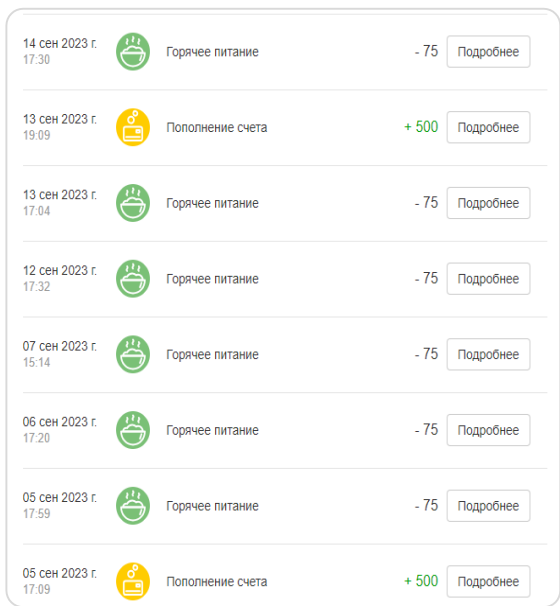 14 сен 2023 г.
17:30
Горячее питание
- 75
Подробнее
13 сен 2023 г.
19:09
Пополнение счета
+ 500
Подробнее
13 сен 2023 г.
17:04
Горячее питание
- 75
Подробнее
12 сен 2023 г.
17:32
Горячее питание
- 75
Подробнее
07 сен 2023 г.
15:14
Горячее питание
- 75
Подробнее
06 сен 2023 г.
17:20
Горячее питание
- 75
Подробнее
05 сен 2023 г.
17:59
Горячее питание
- 75
Подробнее
05 сен 2023 г.
17:09
Пополнение счета
+ 500
Подробнее